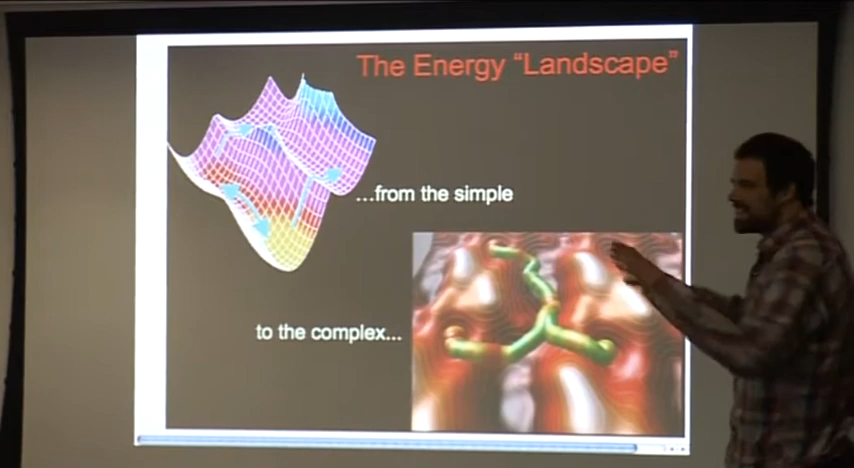 The Energy “Landscape”
...from the simple
to the complex...